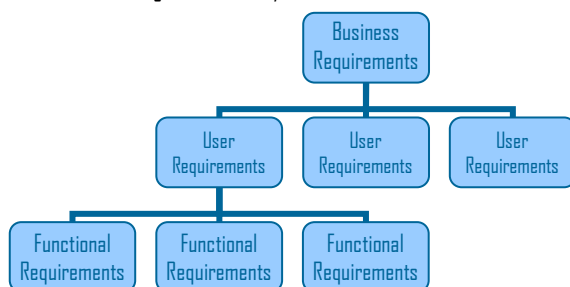 Business
Requirements
User
Requirements
User
Requirements
User
Requirements
Functional
Requirements
Functional
Requirements
Functional
Requirements